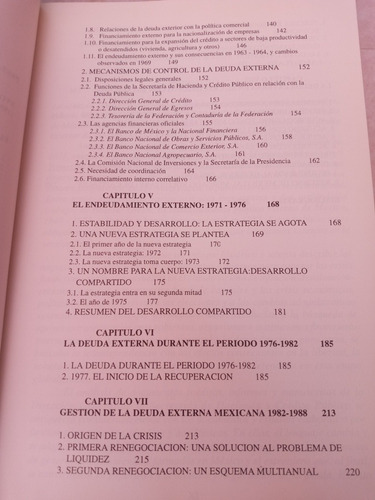 1.8. Relaciones de la deuda externa con la política comercial 140
1.9. Financiamiento externo para la nacionalización de empresas 142
1.10. Financiamiento para la expansión del crédito a sectores de baja productividad
o desatendidos (vivienda, agricultura y otros) 146
1.11. El endeudamiento externo y sus consecuencias en 1963 - 1964, y cambios
observados en 1969 149
2. MECANISMOS DE CONTROL DE LA DEUDA EXTERNA 152
2.1. Disposiciones legales generales 152
2.2. Funciones de la Secretaría de Hacienda y Crédito Público en relación con la
Deuda Pública 153
2.2.1. Dirección General de Crédito 153
2.2.2. Dirección General de Egresos 154
2.2.3. Tesorería de la Federación y Contaduría de la Federación 154
2.3. Las agencias financieras oficiales 155
2.3.1. El Banco de México y la Nacional Financiera 156
2.3.2. El Banco Nacional de Obras y Servicios Públicos, S.A. 158
2.3.3. El Banco Nacional de Comercio Exterior, S.A. 160
2.3.4. El Banco Nacional Agropecuario, S.A. 161
2.4. La Comisión Nacional de Inversiones y la Secretaría de la Presidencia 162
2.5. Necesidad de coordinación 164
2.6. Financiamiento interno correlativo 166
CAPITULO V
EL ENDEUDAMIENTO EXTERNO: 1971 - 1976 168
1. ESTABILIDAD Y DESARROLLO: LA ESTRATEGIA SE AGOTA 168
2. UNA NUEVA ESTRATEGIA SE PLANTEA 169
2.1. El primer año de la nueva estrategia 170
2.2. La nueva estrategia: 1972 171
2.3. La nueva estrategia toma cuerpo: 1973 172
3. UN NOMBRE PARA LA NUEVA ESTRATEGIA:DESARROLLO
COMPARTIDO 175
3.1. La estrategia entra en su segunda mitad 175
3.2. El año de 1975 177
4. RESUMEN DEL DESARROLLO COMPARTIDO 181
CAPITULO VI
LA DEUDA EXTERNA DURANTE EL PERIODO 1976-1982 185
1. LA DEUDA DURANTE EL PERIODO 1976-1982 185
2. 1977. EL INICIO DE LA RECUPERACION 185
CAPITULO VII
GESTION DE LA DEUDA EXTERNA MEXICANA 1982-1988 213
1. ORIGEN DE LA CRISIS 213
2. PRIMERA RENEGOCIACION: UNA SOLUCION AL PROBLEMA DE
LIQUIDEZ 215
3. SEGUNDA RENEGOCIACION: UN ESQUEMA MULTIANUAL 220